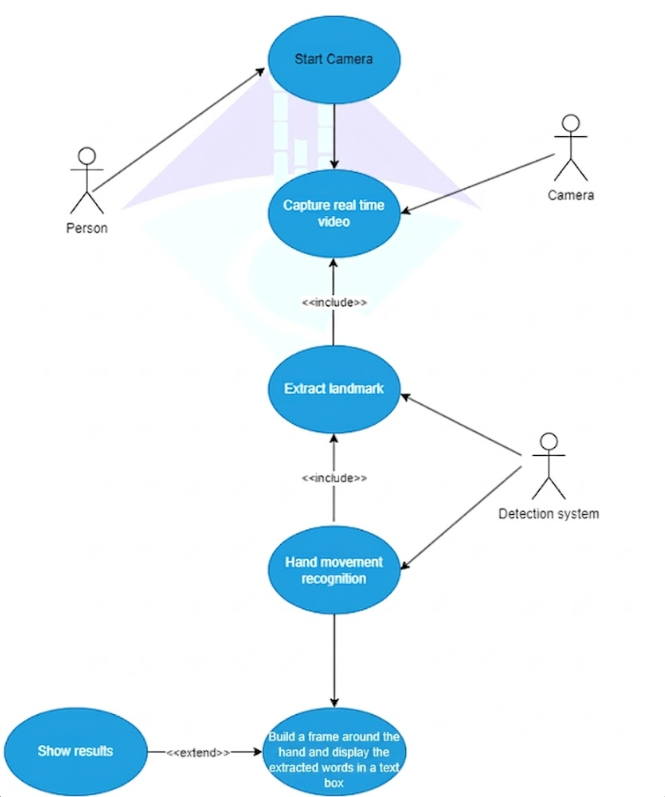 Start Camera
Person
Camera
Capture real time
video
<<include>>
Extract landmark
<<include>>
Detection system
Hand movement
recognition
Show results
<<extend>>
Build a frame around the
hand and display the
extracted words in a text
box